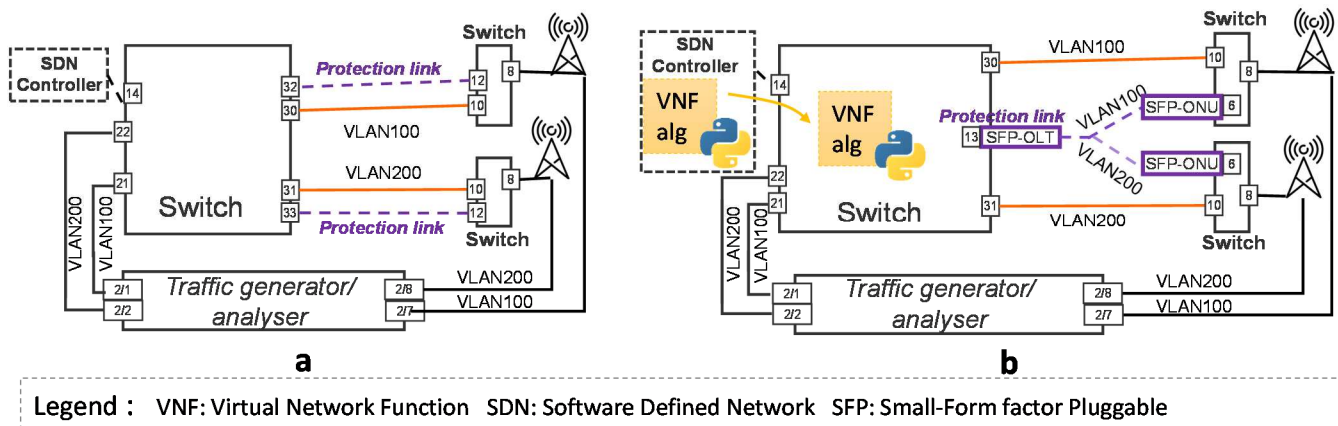 Switch
SDN
Controller
14
22
21
Switch
32
30
31
33
Protection link
VLAN100
VLAN200
Protection link
12
10
8
10
12
8
Switch
VLAN200
VLAN100
2/1
2/2
Traffic generator/
analyser
2/8
2/7
VLAN200
VLAN100
a
SDN
Controller
VNF
alg
VNF
alg
14
22
21
Switch
30
13
31
SFP-OLT
Protection link
VLAN100
VLAN100
VLAN200
VLAN200
SFP-ONU
6
SFP-ONU
6
Switch
10
8
8
10
Switch
VLAN200
VLAN100
2/1
2/2
Traffic generator/
analyser
2/8
2/7
VLAN200
VLAN100
b
Legend : VNF: Virtual Network Function SDN: Software Defined Network SFP: Small-Form factor Pluggable